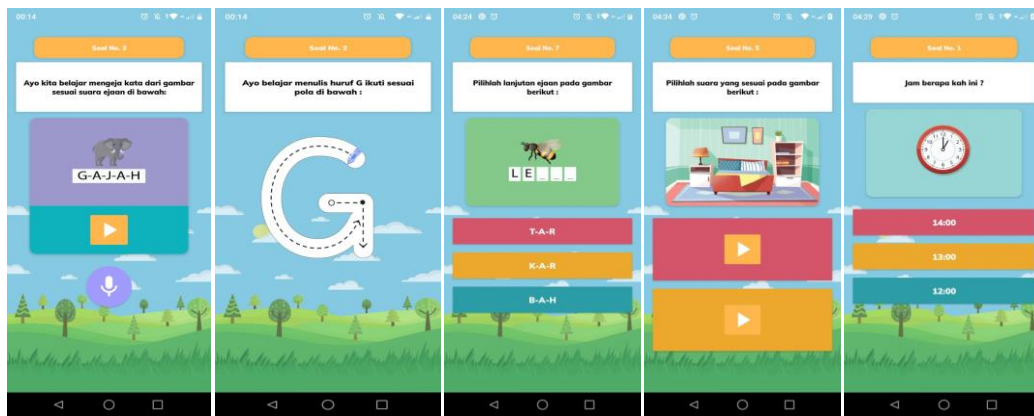 00:14
Soal No. 3
Ayo kita belajar mengeja kata dari gambar
sesuai suara ejaan di bawah:
G-A-J-A-H
00:14
Soal No. 2
Ayo belajar menulis huruf G ikuti sesuai
pola di bawah :
04:24
Soal No. 7
Pilihlah lanjutan ejaan pada gambar
berikut :
L E _ _ _
T-A-R
K-A-R
B-A-H
04:24
Soal No. 5
Pilihlah suara yang sesuai pada gambar
berikut :
04:29
Soal No. 1
Jam berapa kah ini ?
14:00
13:00
12:00